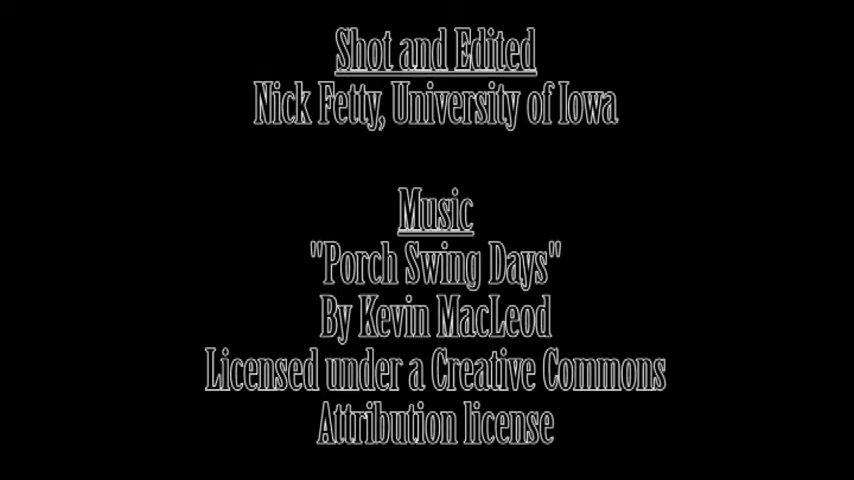 Shot and Edited
Nick Fetty, University of Iowa
Music
"Porch Swing Days"
By Kevin MacLeod
Licensed under a Creative Commons
Attribution license